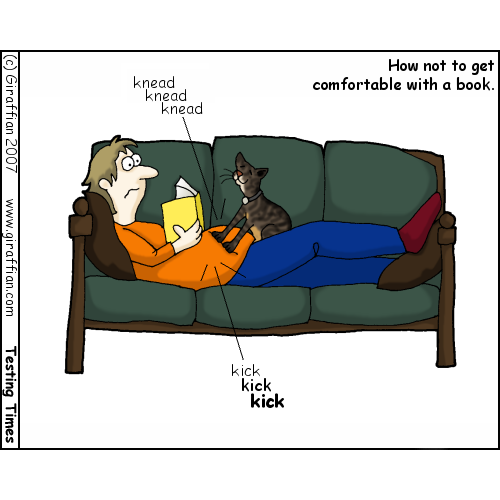 How not to get
comfortable with a book.
knead
knead
knead
kick
kick
kick
(c) Giraffian 2007 www.giraffian.com Testing Times